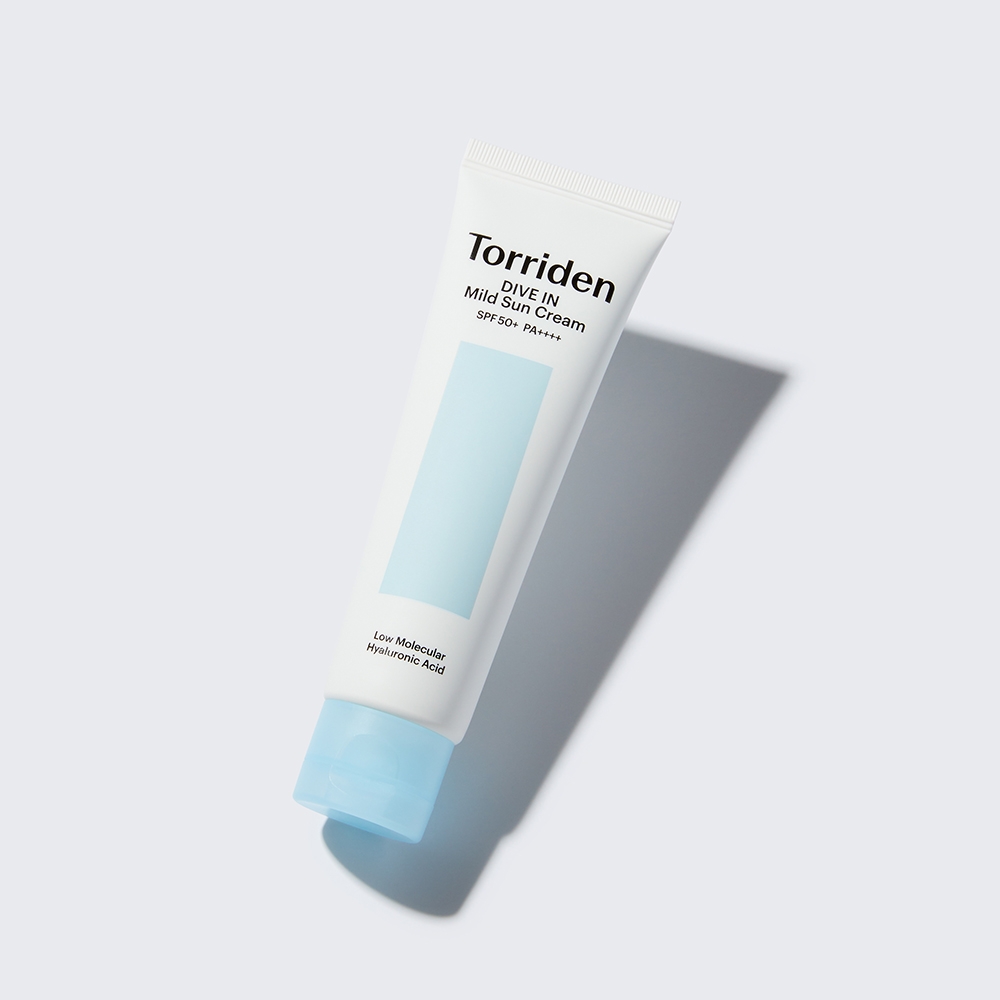 Torriden
DIVE IN
Mild Sun Cream
SPF50+ PA++++
Low Molecular
Hyaluronic Acid